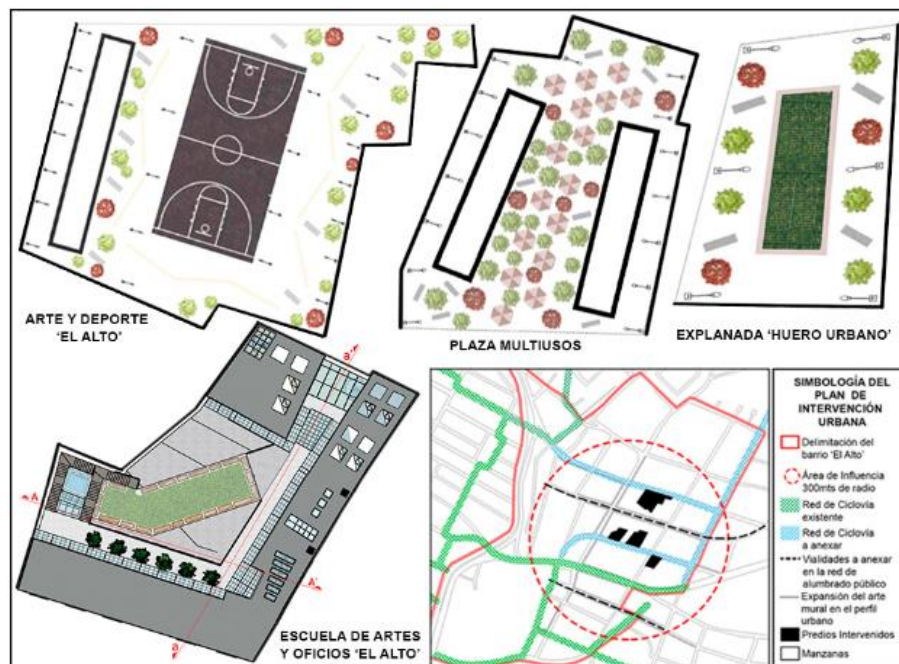 ARTE Y DEPORTE
'EL ALTO'
PLAZA MULTIUSOS
EXPLANADA 'HUERO URBANO'
B'
A
A'
B
ESCUELA DE ARTES
Y OFICIOS 'EL ALTO'
SIMBOLOGÍA DEL
PLAN DE
INTERVENCIÓN
URBANA
Delimitación del
barrio 'El Alto'
Área de Influencia
300mts de radio
Red de Ciclovía
existente
Red de Ciclovía
a anexar
Vialidades a anexar
en la red de
alumbrado público
Expansión del arte
mural en el perfil
urbano
Predios Intervenidos
Manzanas